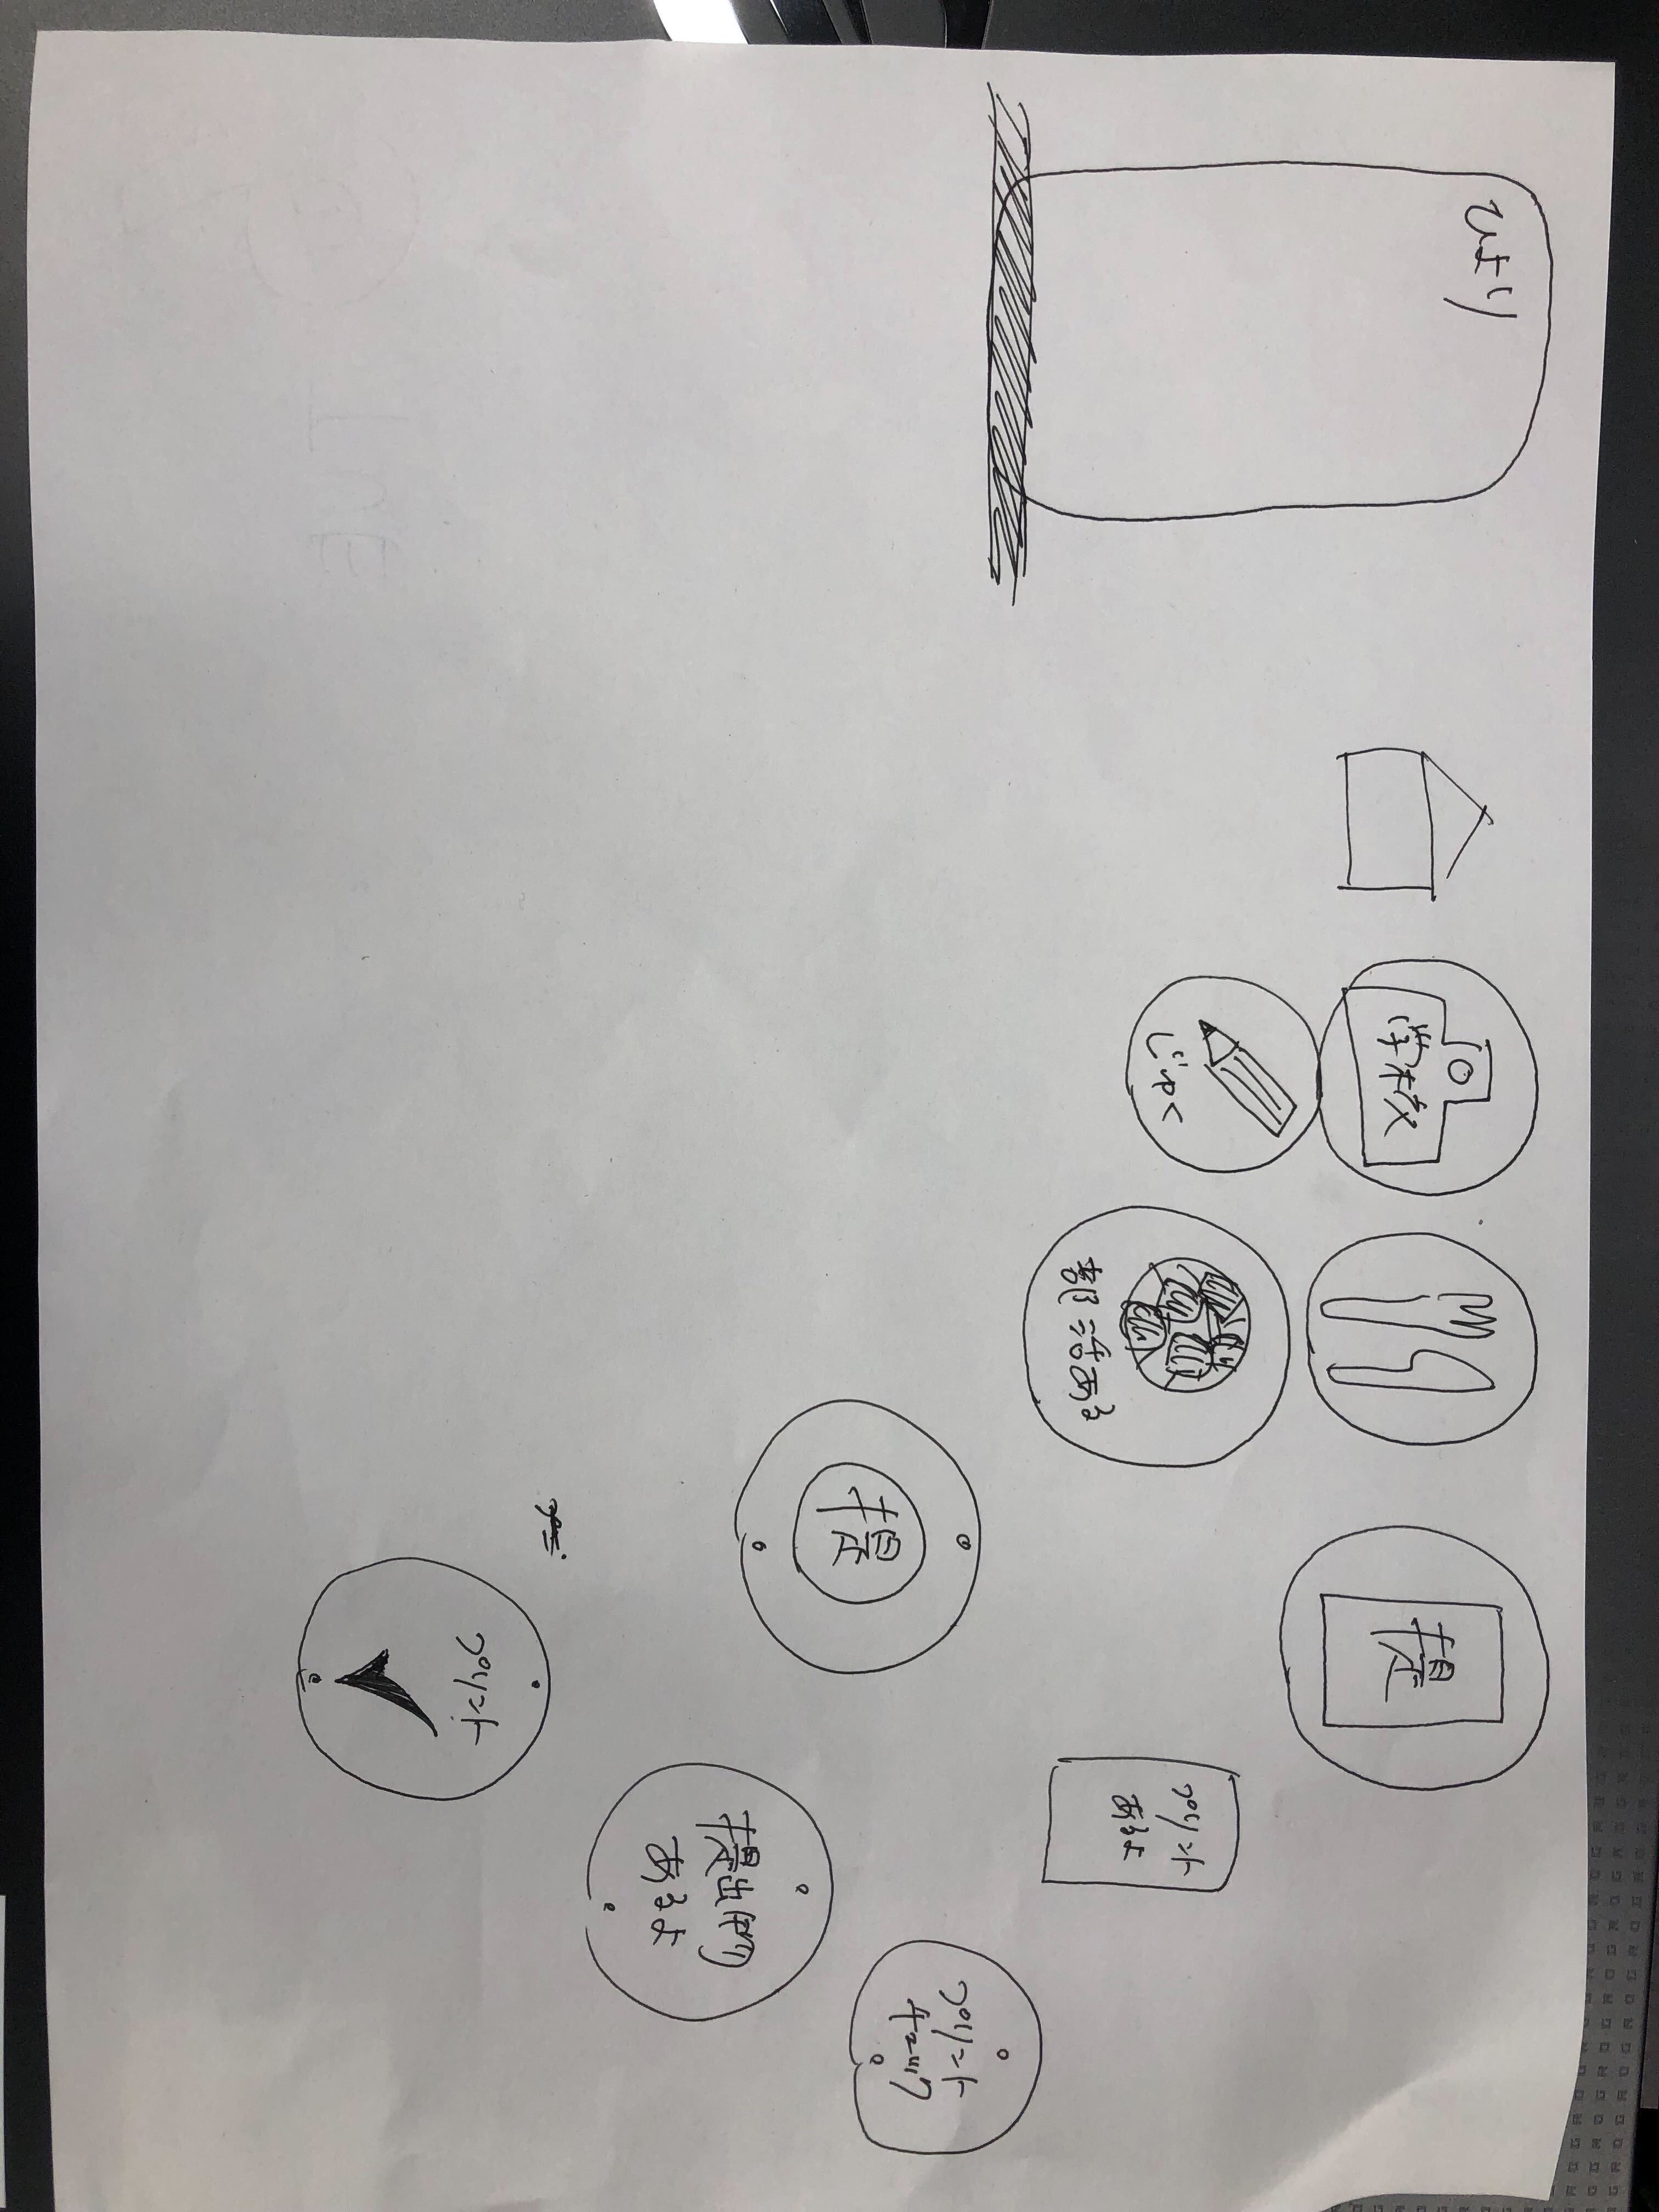 ひより
学校
じゅく
朝活ある
提
提
プリント
あるよ
プリント
提出物
あるよ
プリント
チェック